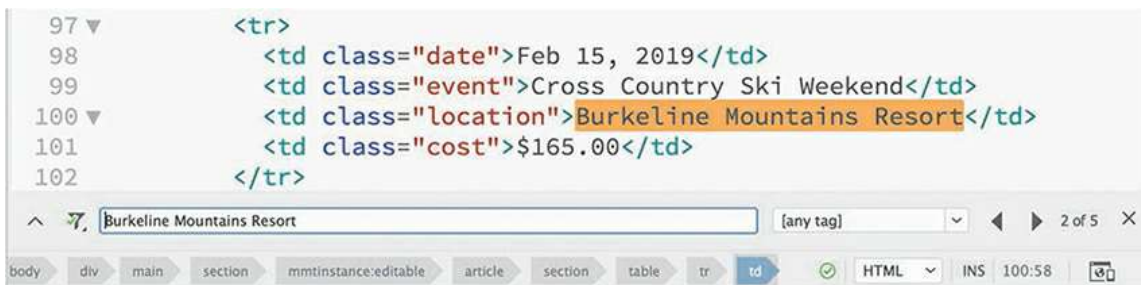 97 <tr>
98 <td class="date">Feb 15, 2019</td>
99 <td class="event">Cross Country Ski Weekend</td>
100 <td class="location">Burkeline Mountains Resort</td>
101 <td class="cost">$165.00</td>
102 </tr>
Burkeline Mountains Resort [any tag] 2 of 5
body div main section mmtinstance:editable article section table tr td HTML INS 100:58